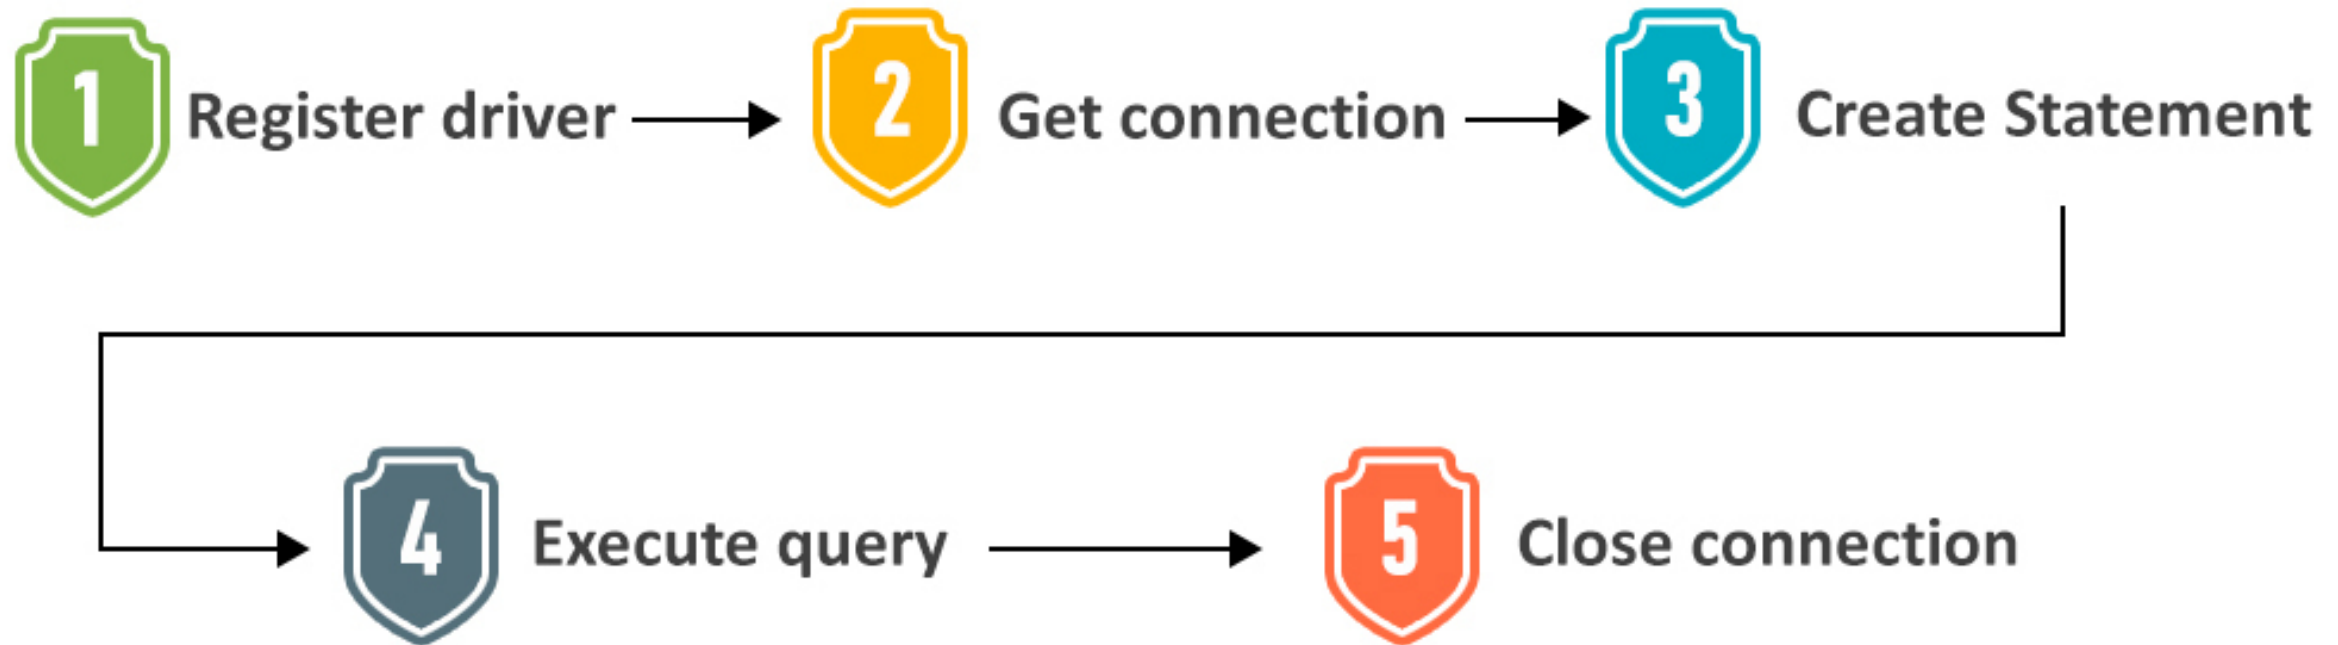 1 Register driver 2 Get connection 3 Create Statement
4 Execute query 5 Close connection